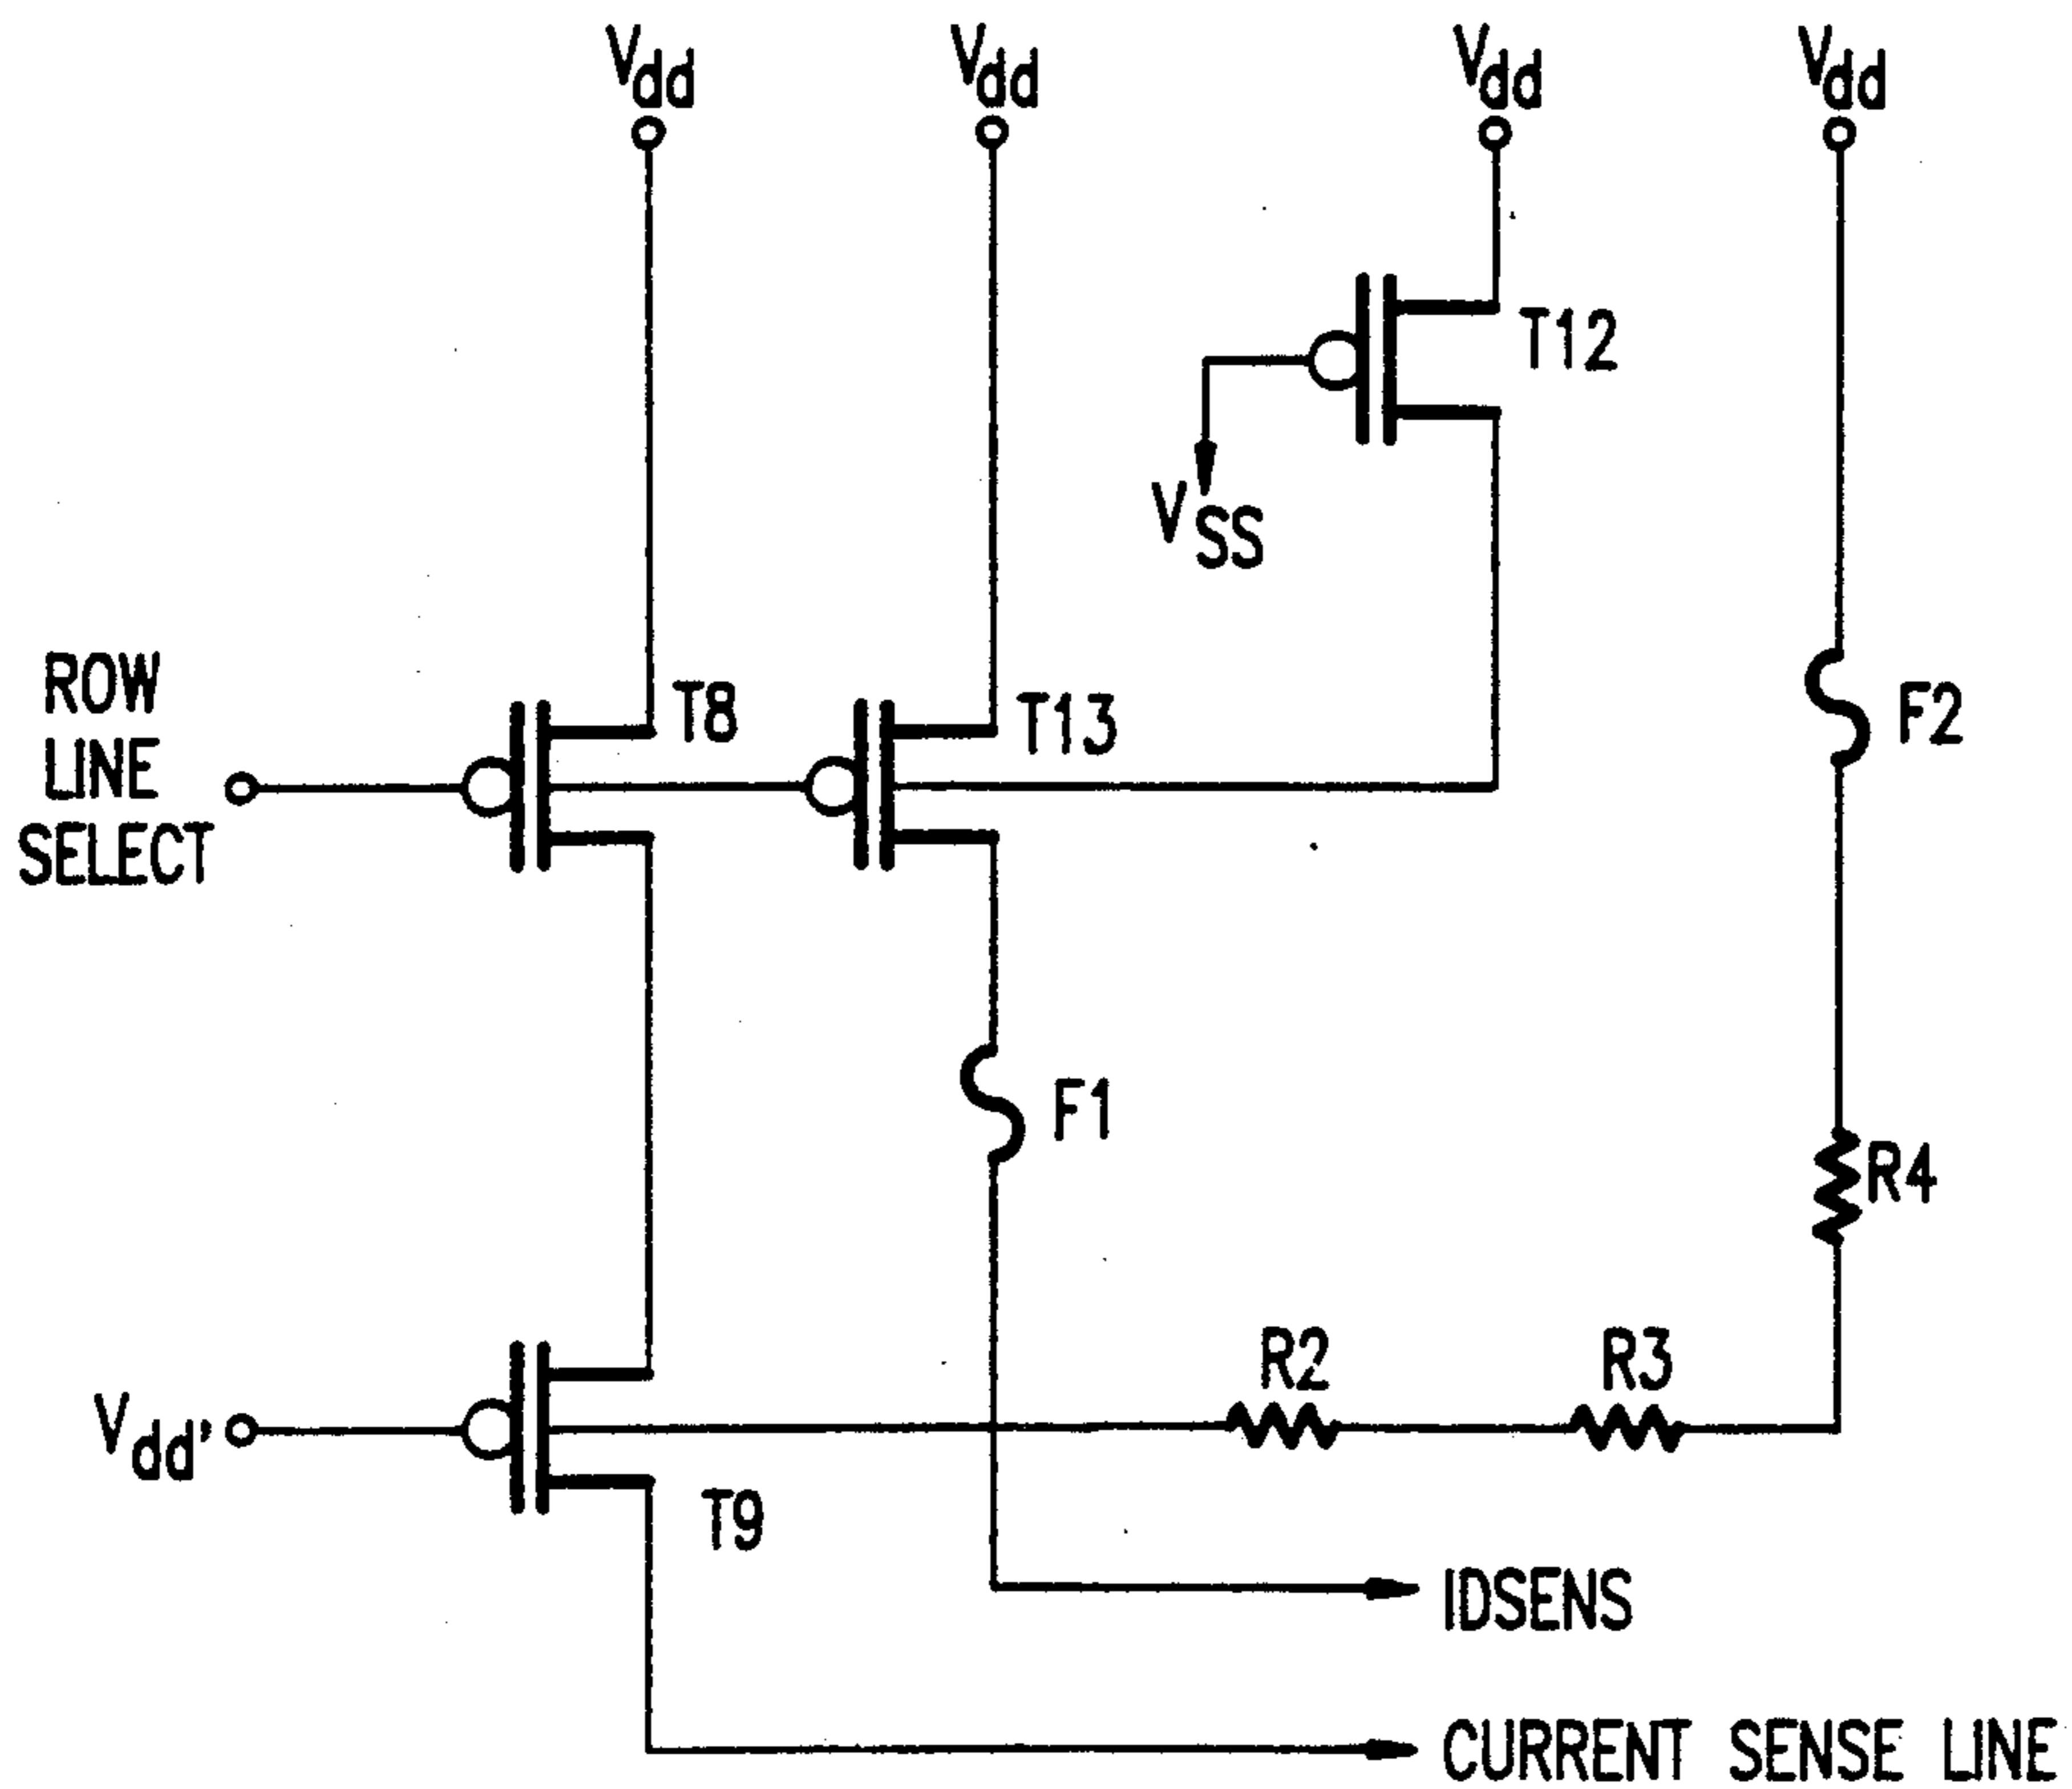 Vdd
Vdd
Vdd
Vdd
T12
VSS
ROW
LINE
SELECT
T8
T13
F2
F1
R4
R2
R3
Vdd'
T9
IDSENS
CURRENT SENSE LINE